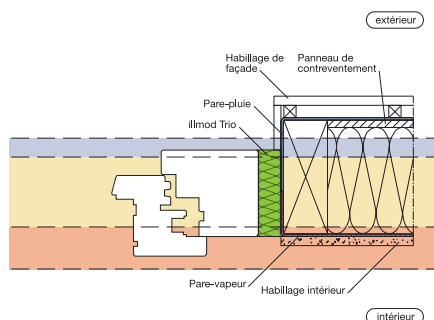 extérieur
Habillage de
façade
Panneau de
contreventement
Pare-pluie
illmod Trio
Pare-vapeur
Habillage intérieur
intérieur